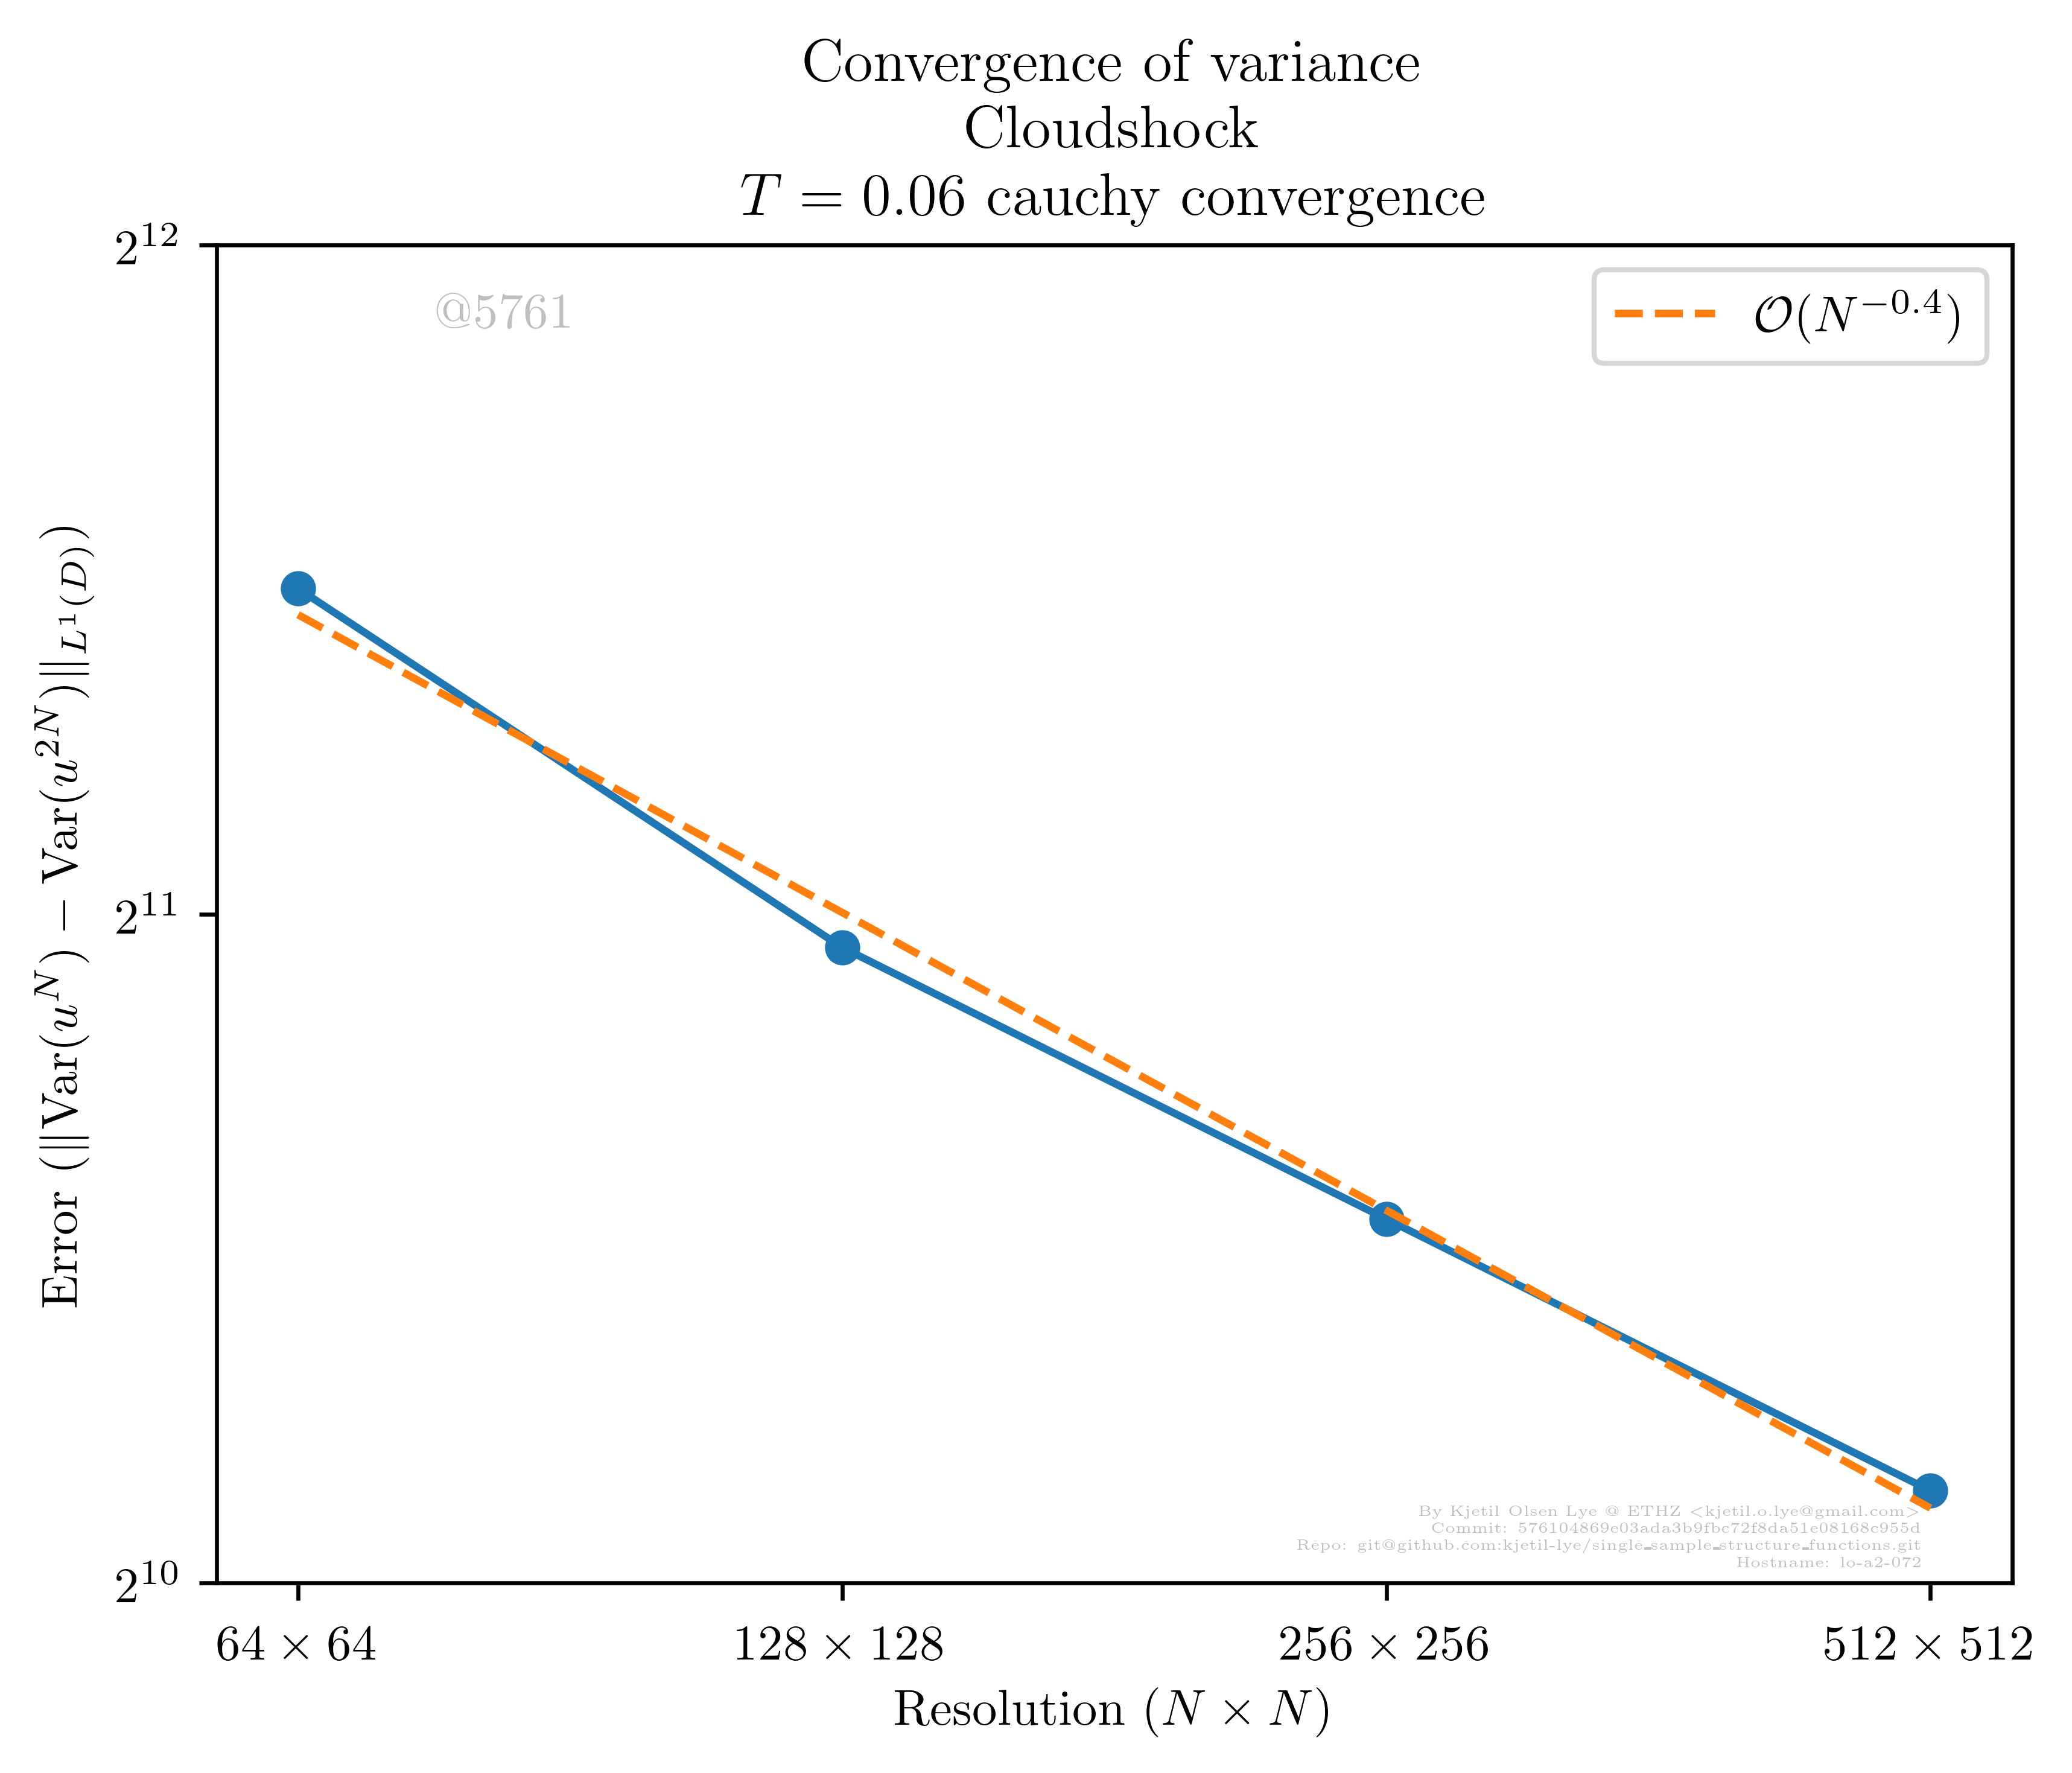 Convergence of variance
Cloudshock
T = 0.06 cauchy convergence
2^12
@5761
𝒪(N^−0.4)
Error (‖Var(u^N) − Var(u^2N)‖_L^1(D))
2^11
2^10
By Kjetil Olsen Lye @ ETHZ <kjetil.o.lye@gmail.com>
Commit: 576104869e03ada3b9fbc72f8da51e08168c955d
Repo: git@github.com:kjetil-lye/single_sample_structure_functions.git
Hostname: lo-a2-072
64 × 64
128 × 128
256 × 256
512 × 512
Resolution (N × N)